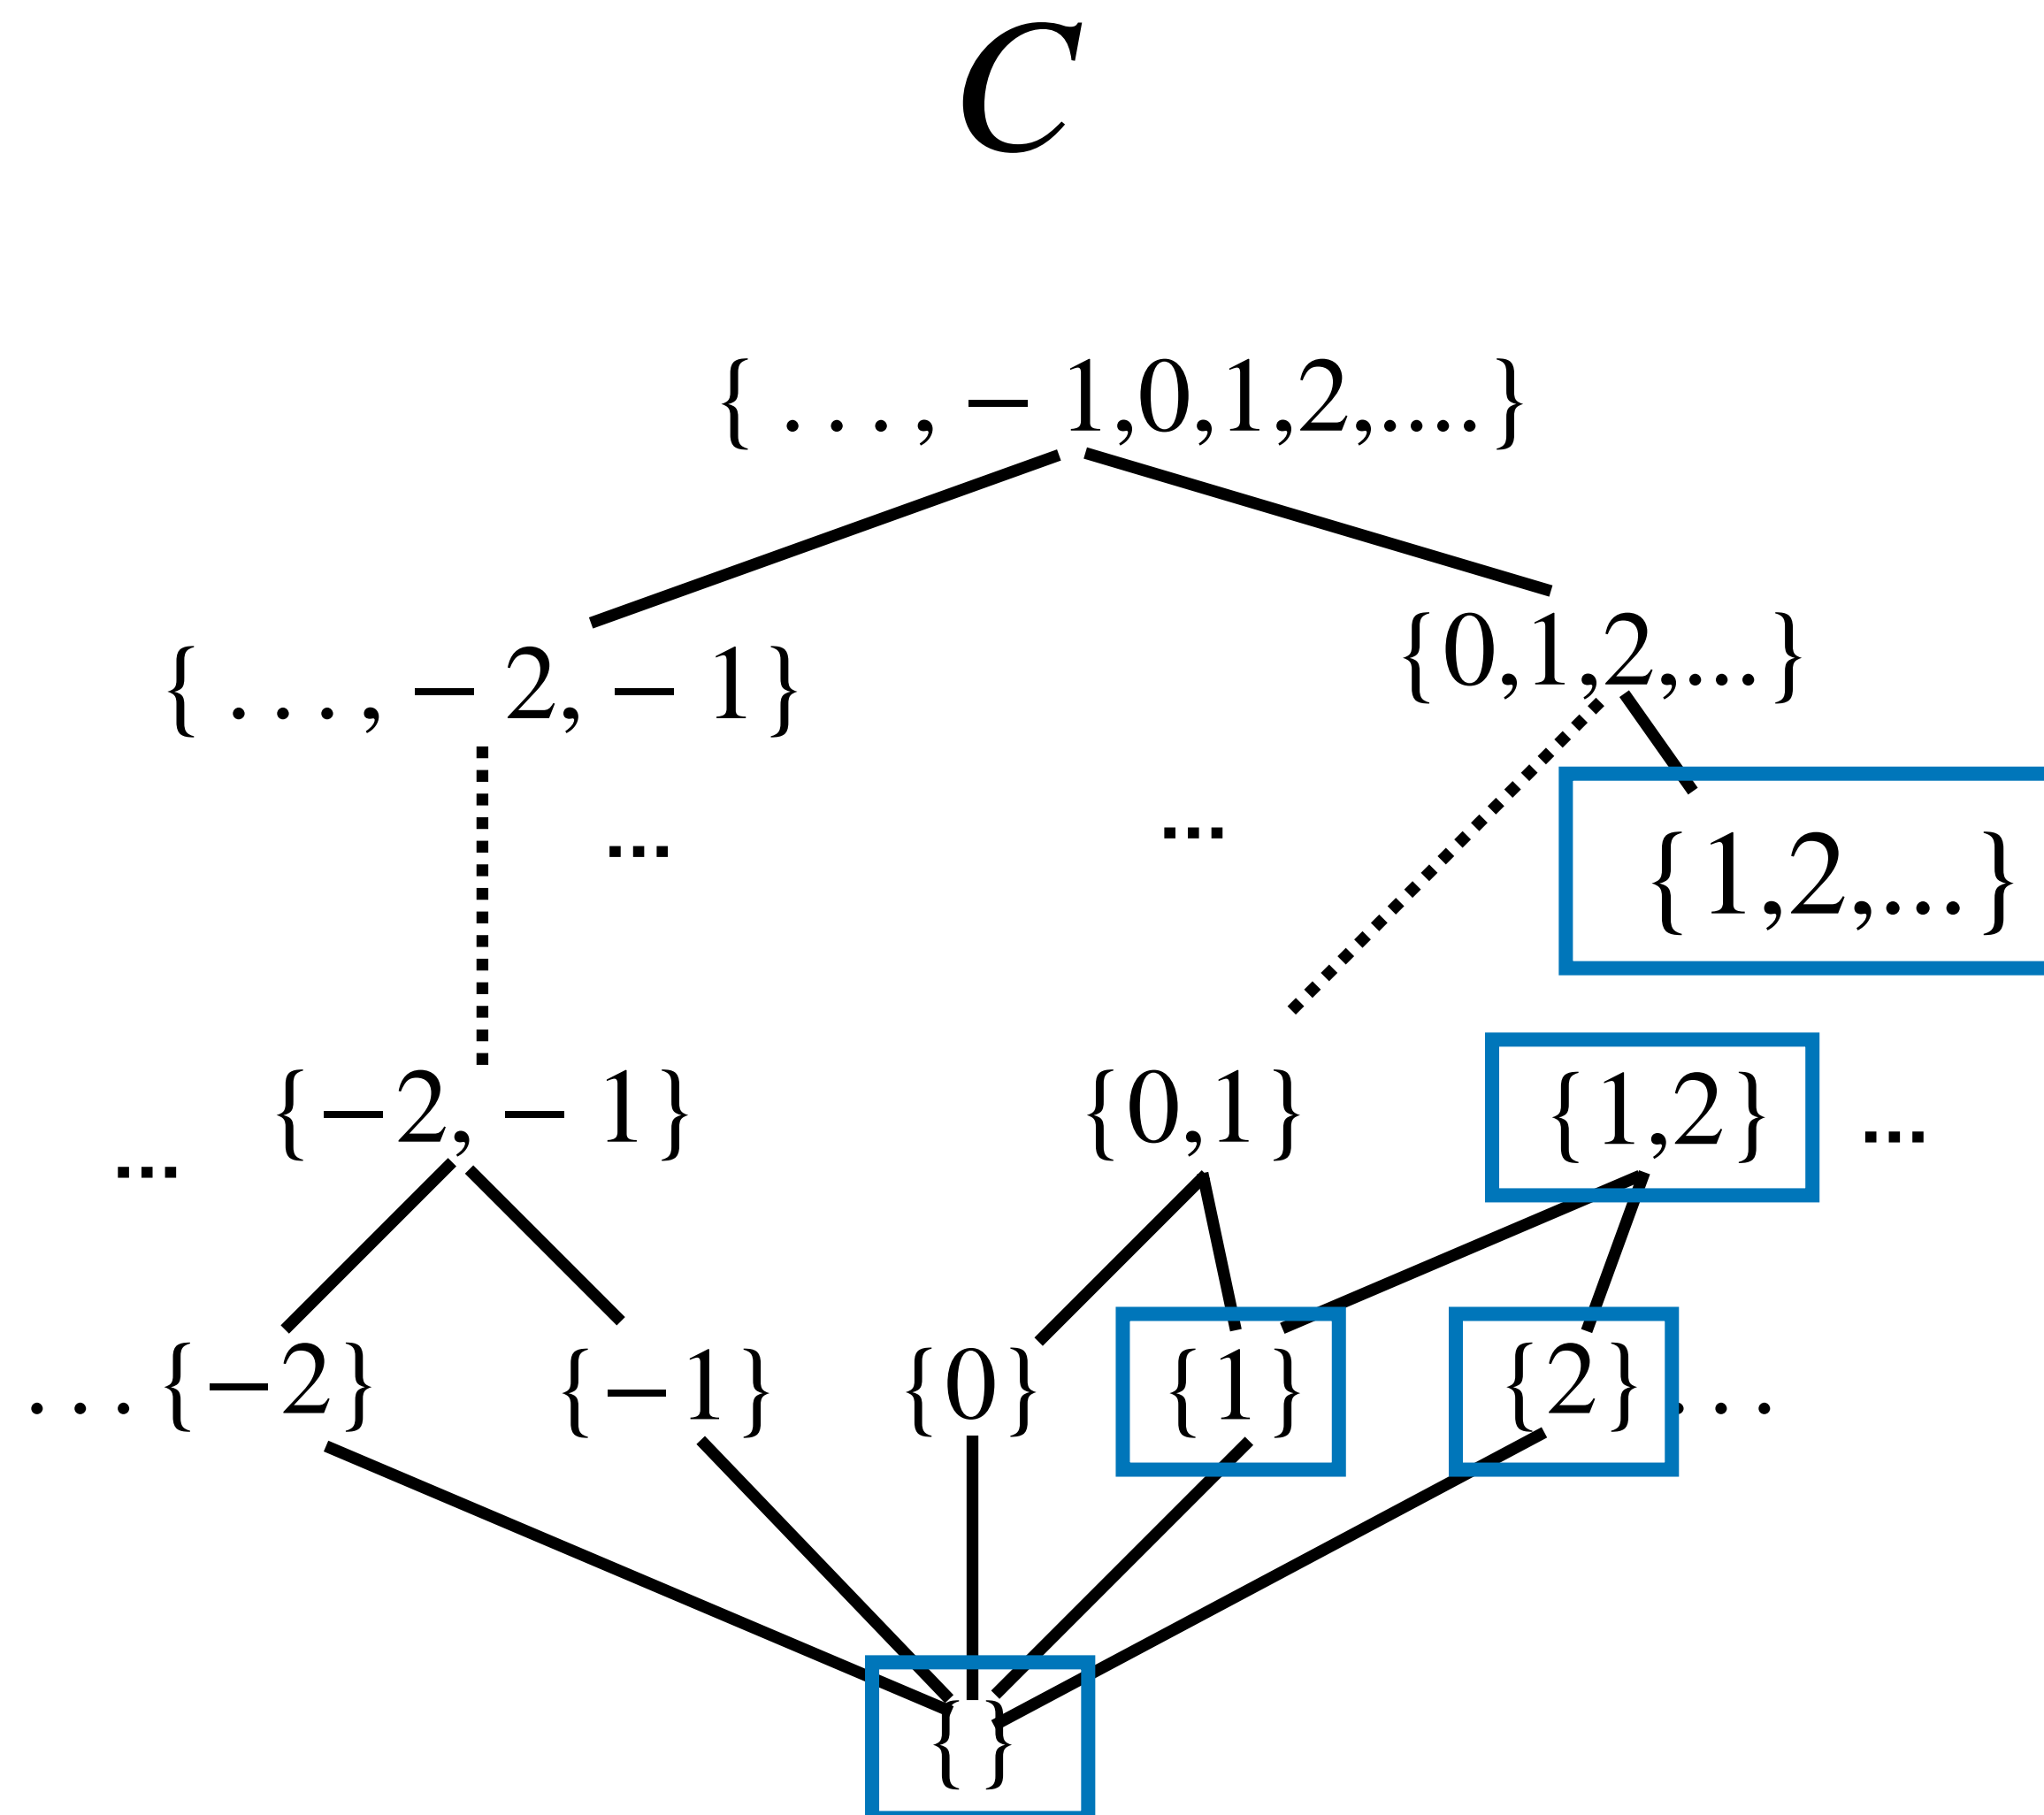 C
{ . . . , − 1,0,1,2,.....}
{ . . . , − 2, − 1} {0,1,2,...}
... ... {1,2,...}
... {−2, − 1} {0,1} {1,2} ...
. . . {−2} {−1} {0} {1} {2} . . .
{}